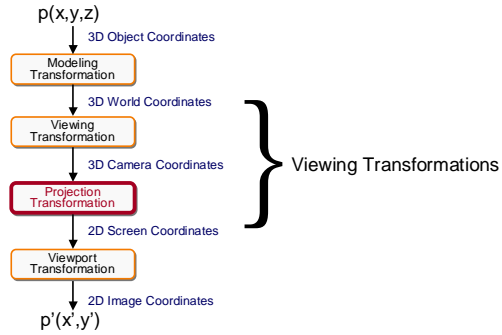 p(x,y,z)
3D Object Coordinates
Modeling
Transformation
3D World Coordinates
Viewing
Transformation
3D Camera Coordinates
Viewing Transformations
Projection
Transformation
2D Screen Coordinates
Viewport
Transformation
2D Image Coordinates
p’(x’,y’)